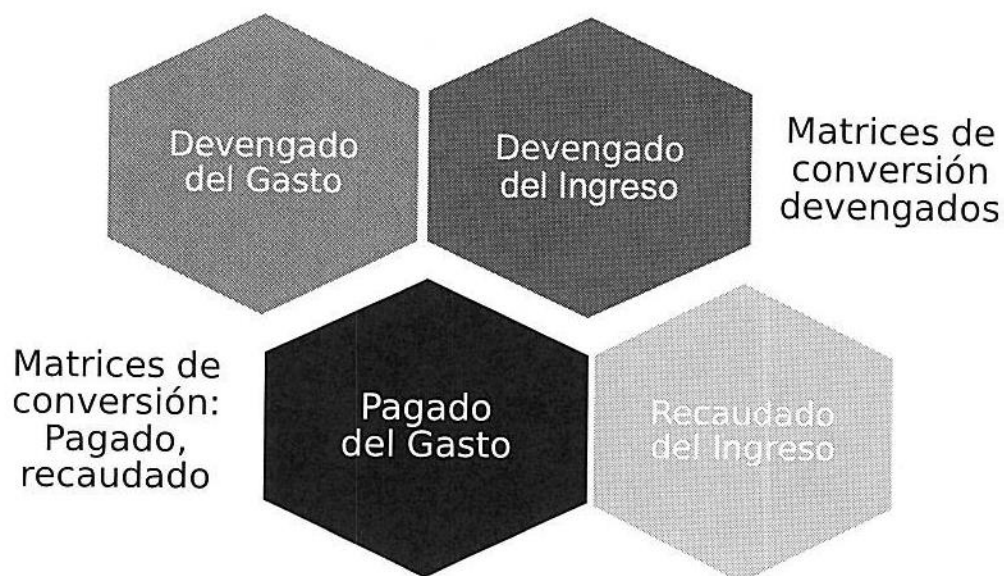 Devengado
del Gasto
Devengado
del Ingreso
Matrices de
conversión
devengados
Matrices de
conversión:
Pagado,
recaudado
Pagado
del Gasto
Recaudado
del Ingreso